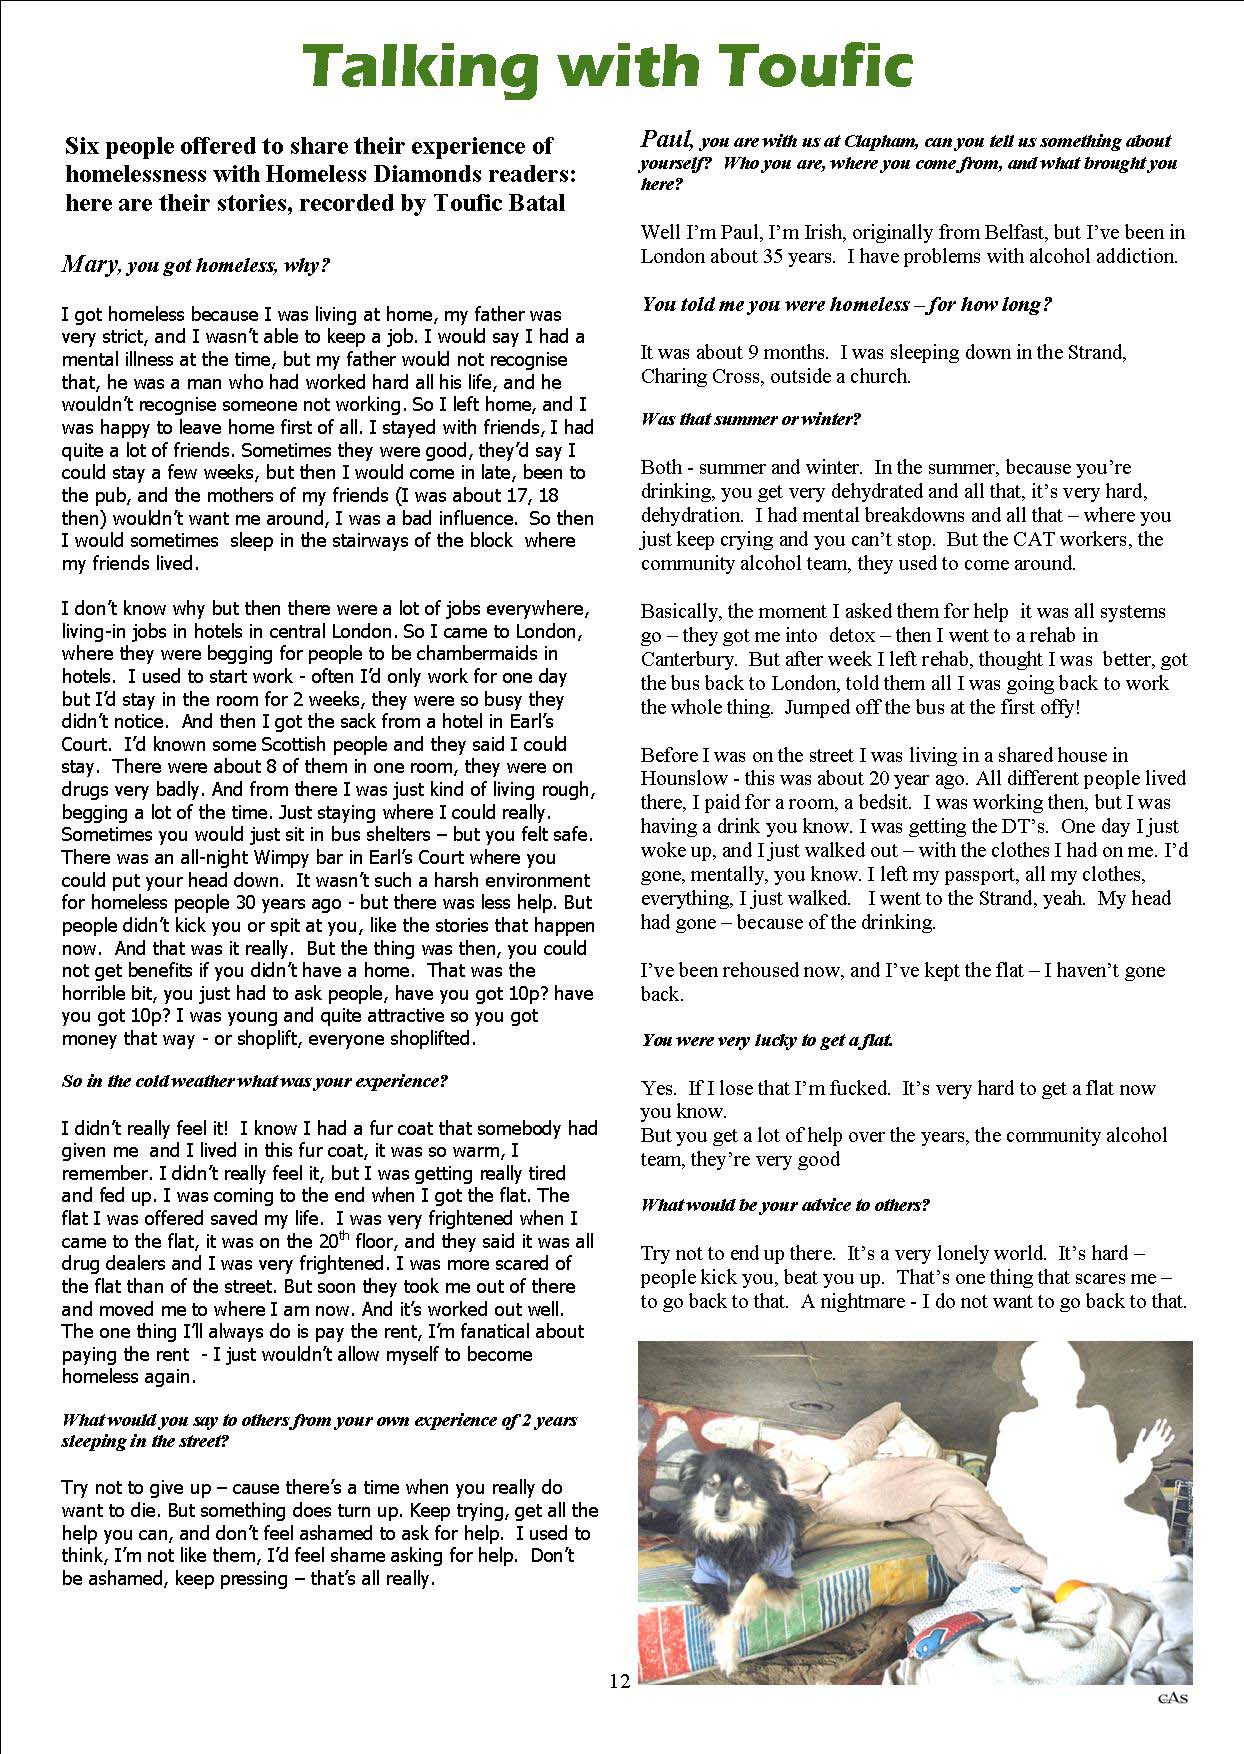 Talking with Toufic
Six people offered to share their experience of
homelessness with Homeless Diamonds readers:
here are their stories, recorded by Toufic Batal
Mary, you got homeless, why?
I got homeless because I was living at home, my father was
very strict, and I wasn't able to keep a job. I would say I had a
mental illness at the time, but my father would not recognise
that, he was a man who had worked hard all his life, and he
wouldn't recognise someone not working. So I left home, and I
was happy to leave home first of all. I stayed with friends, I had
quite a lot of friends. Sometimes they were good, they'd say I
could stay a few weeks, but then I would come in late, been to
the pub, and the mothers of my friends (I was about 17, 18
then) wouldn't want me around, I was a bad influence.  So then
I would sometimes  sleep in the stairways of the block  where
my friends lived.
I don't know why but then there were a lot of jobs everywhere,
living-in jobs in hotels in central London. So I came to London,
where they were begging for people to be chambermaids in
hotels.  I used to start work - often I'd only work for one day
but I'd stay in the room for 2 weeks, they were so busy they
didn't notice.  And then I got the sack from a hotel in Earl's
Court.  I'd known some Scottish people and they said I could
stay.  There were about 8 of them in one room, they were on
drugs very badly. And from there I was just kind of living rough,
begging a lot of the time. Just staying where I could really.
Sometimes you would just sit in bus shelters – but you felt safe.
There was an all-night Wimpy bar in Earl's Court where you
could put your head down.  It wasn't such a harsh environment
for homeless people 30 years ago - but there was less help. But
people didn't kick you or spit at you, like the stories that happen
now.  And that was it really.  But the thing was then, you could
not get benefits if you didn't have a home.  That was the
horrible bit, you just had to ask people, have you got 10p? have
you got 10p? I was young and quite attractive so you got
money that way - or shoplift, everyone shoplifted.
So in the cold weather what was your experience?
I didn't really feel it!  I know I had a fur coat that somebody had
given me  and I lived in this fur coat, it was so warm, I
remember. I didn't really feel it, but I was getting really tired
and fed up. I was coming to the end when I got the flat. The
flat I was offered saved my life.  I was very frightened when I
came to the flat, it was on the 20th floor, and they said it was all
drug dealers and I was very frightened. I was more scared of
the flat than of the street. But soon they took me out of there
and moved me to where I am now. And it's worked out well.
The one thing I'll always do is pay the rent, I'm fanatical about
paying the rent  - I just wouldn't allow myself to become
homeless again.
What would you say to others from your own experience of 2 years
sleeping in the street?
Try not to give up – cause there's a time when you really do
want to die. But something does turn up. Keep trying, get all the
help you can, and don't feel ashamed to ask for help.  I used to
think, I'm not like them, I'd feel shame asking for help.  Don't
be ashamed, keep pressing – that's all really.
Paul, you are with us at Clapham, can you tell us something about
yourself?  Who you are, where you come from, and what brought you
here?
Well I'm Paul, I'm Irish, originally from Belfast, but I've been in
London about 35 years.  I have problems with alcohol addiction.
You told me you were homeless – for how long?
It was about 9 months.  I was sleeping down in the Strand,
Charing Cross, outside a church.
Was that summer or winter?
Both - summer and winter.  In the summer, because you're
drinking, you get very dehydrated and all that, it's very hard,
dehydration.  I had mental breakdowns and all that – where you
just keep crying and you can't stop.  But the CAT workers, the
community alcohol team, they used to come around.
Basically, the moment I asked them for help  it was all systems
go – they got me into  detox – then I went to a rehab in
Canterbury.  But after week I left rehab, thought I was  better, got
the bus back to London, told them all I was going back to work
the whole thing.  Jumped off the bus at the first offy!
Before I was on the street I was living in a shared house in
Hounslow - this was about 20 year ago. All different people lived
there, I paid for a room, a bedsit.  I was working then, but I was
having a drink you know. I was getting the DT's.  One day I just
woke up, and I just walked out – with the clothes I had on me. I'd
gone, mentally, you know. I left my passport, all my clothes,
everything, I just walked.   I went to the Strand, yeah.  My head
had gone – because of the drinking.
I've been rehoused now, and I've kept the flat – I haven't gone
back.
You were very lucky to get a flat.
Yes.  If I lose that I'm fucked.  It's very hard to get a flat now
you know.
But you get a lot of help over the years, the community alcohol
team, they're very good
What would be your advice to others?
Try not to end up there.  It's a very lonely world.  It's hard –
people kick you, beat you up.  That's one thing that scares me –
to go back to that.  A nightmare - I do not want to go back to that.
12
cAs